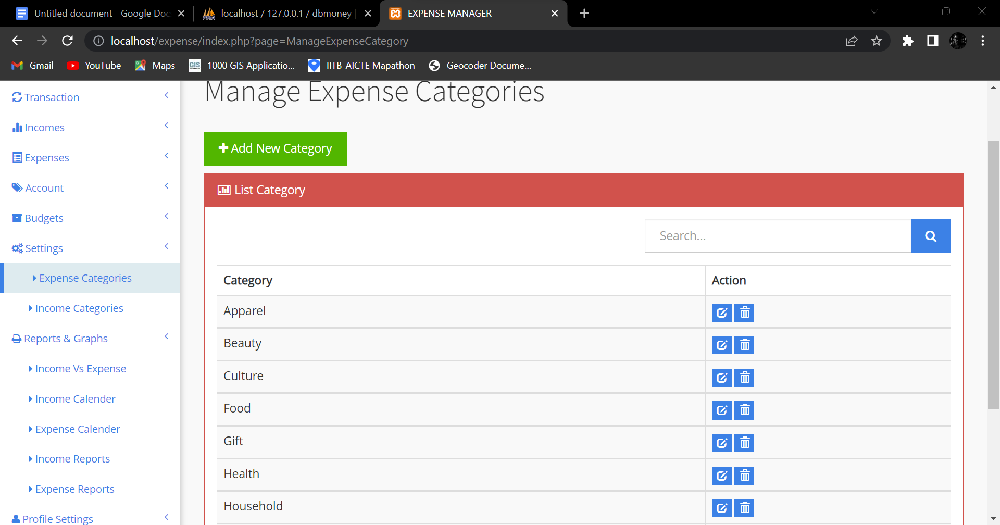 Untitled document - Google Doc
localhost / 127.0.0.1 / dbmoney |
EXPENSE MANAGER
localhost/expense/index.php?page=ManageExpenseCategory
Gmail
YouTube
Maps
GIS
1000 GIS Applicatio...
IITB-AICTE Mapathon
Geocoder Docume...
Transaction
Incomes
Expenses
Account
Budgets
Settings
Expense Categories
Income Categories
Reports & Graphs
Income Vs Expense
Income Calender
Expense Calender
Income Reports
Expense Reports
Profile Settings
Manage Expense Categories
Add New Category
List Category
Search...
Category
Action
Apparel
Beauty
Culture
Food
Gift
Health
Household